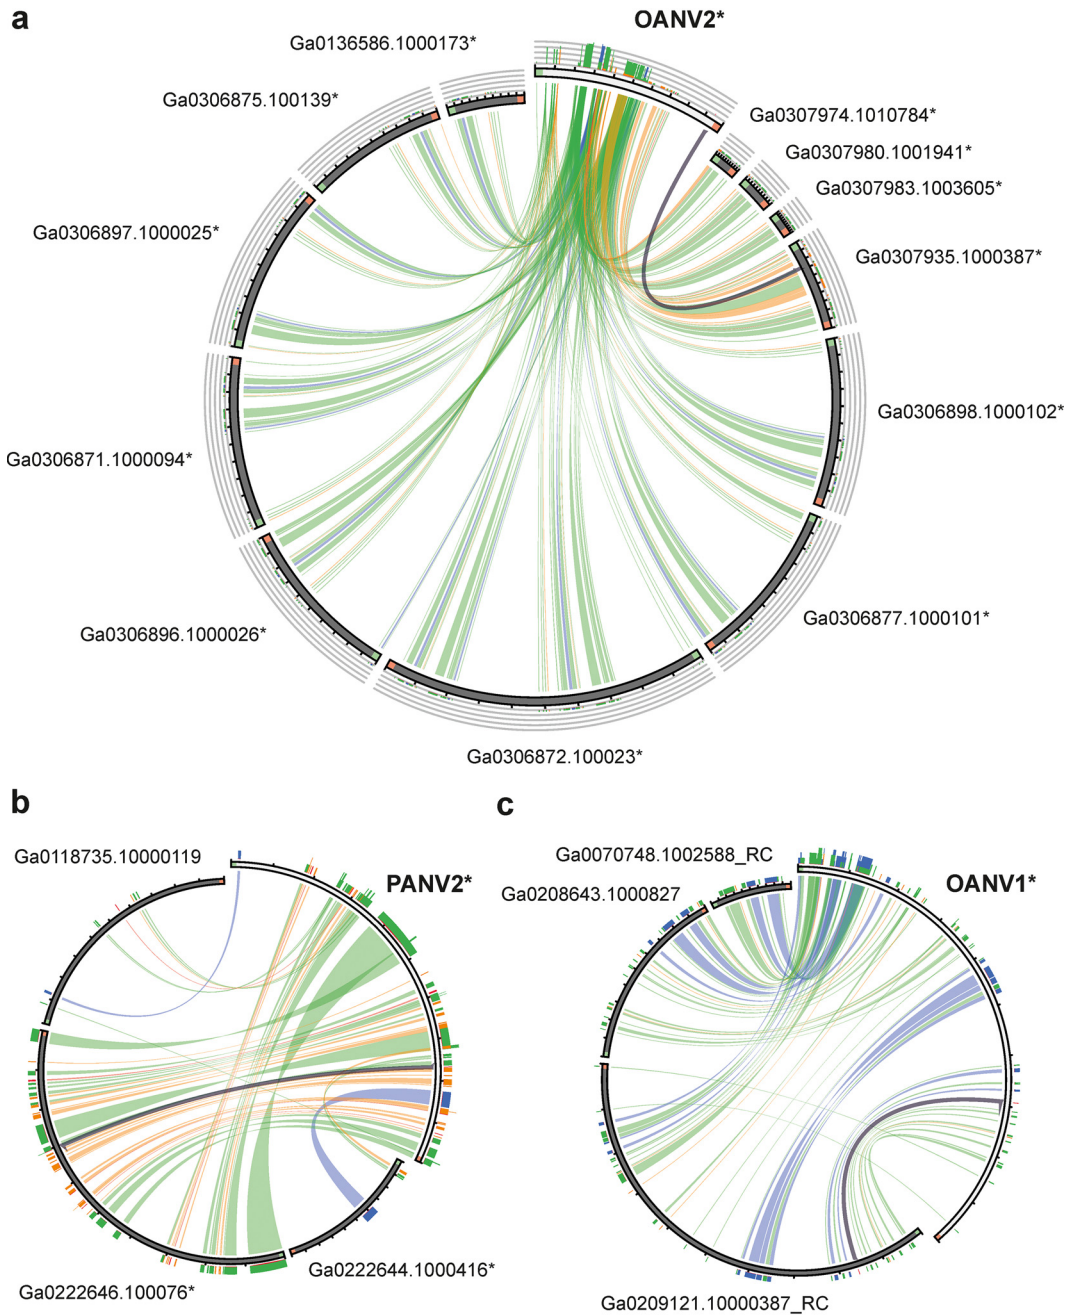 a
OANV2*
Ga0136586.1000173*
Ga0306875.100139*
Ga0307974.1010784*
Ga0307980.1001941*
Ga0307983.1003605*
Ga0306897.1000025*
Ga0307935.1000387*
Ga0306898.1000102*
Ga0306871.1000094*
Ga0306877.1000101*
Ga0306896.1000026*
Ga0306872.100023*
b
Ga0118735.10000119
PANV2*
Ga0222644.1000416*
Ga0222646.100076*
c
Ga0070748.1002588_RC
Ga0208643.1000827
OANV1*
Ga0209121.10000387_RC